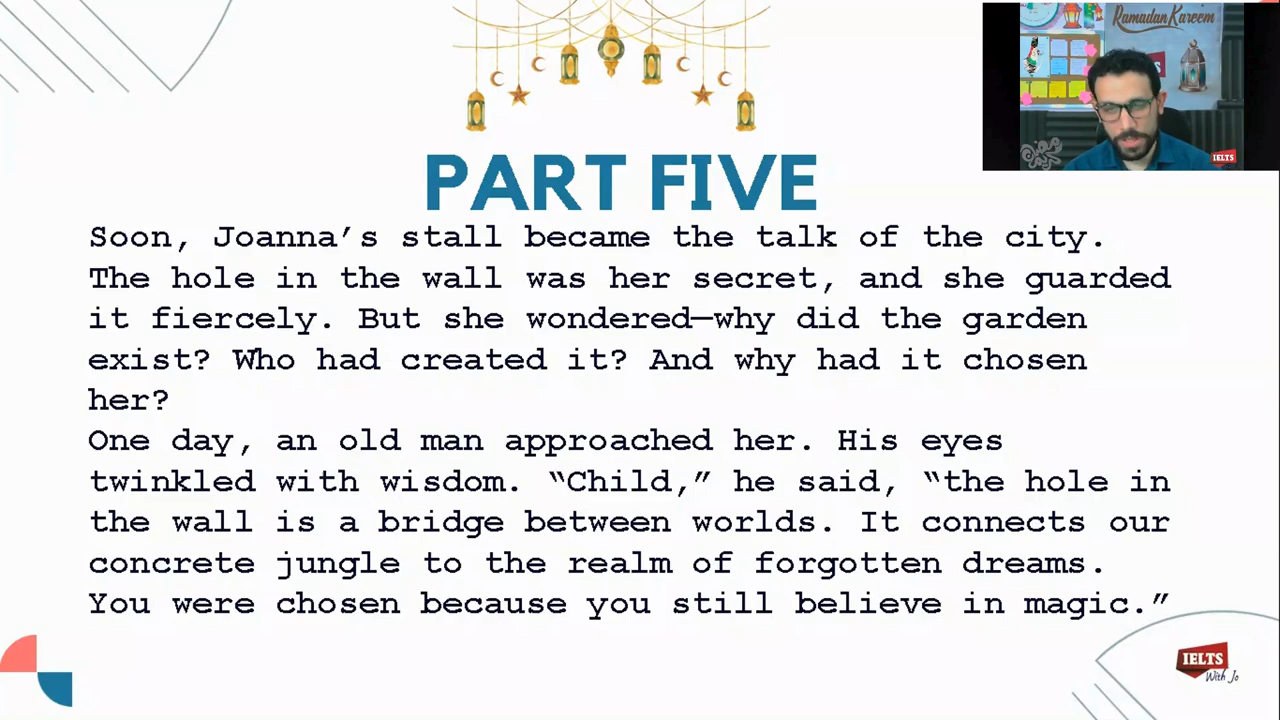 Ramadan Kareem
PART FIVE
Soon, Joanna’s stall became the talk of the city.
The hole in the wall was her secret, and she guarded
it fiercely. But she wondered—why did the garden
exist? Who had created it? And why had it chosen
her?
One day, an old man approached her. His eyes
twinkled with wisdom. “Child,” he said, “the hole in
the wall is a bridge between worlds. It connects our
concrete jungle to the realm of forgotten dreams.
You were chosen because you still believe in magic.”
IELTS
IELTS
With Jo